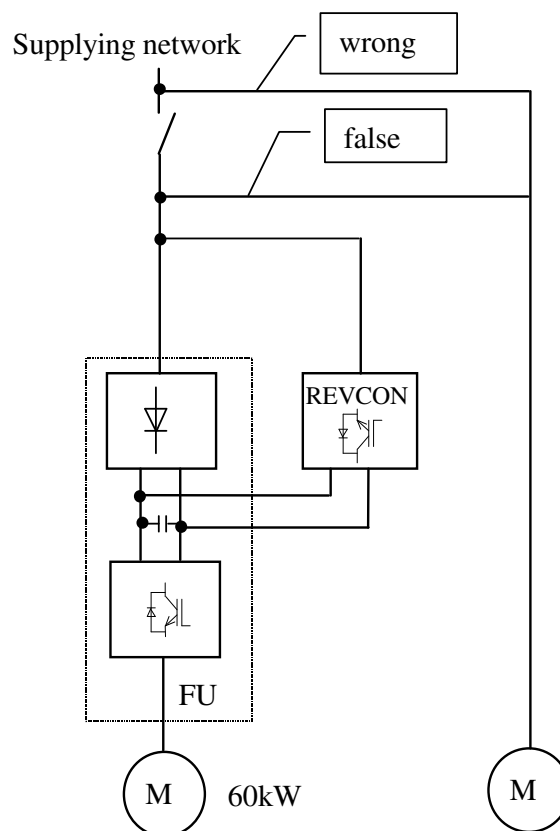 Supplying network
wrong
false
REVCON
FU
M
60kW
M